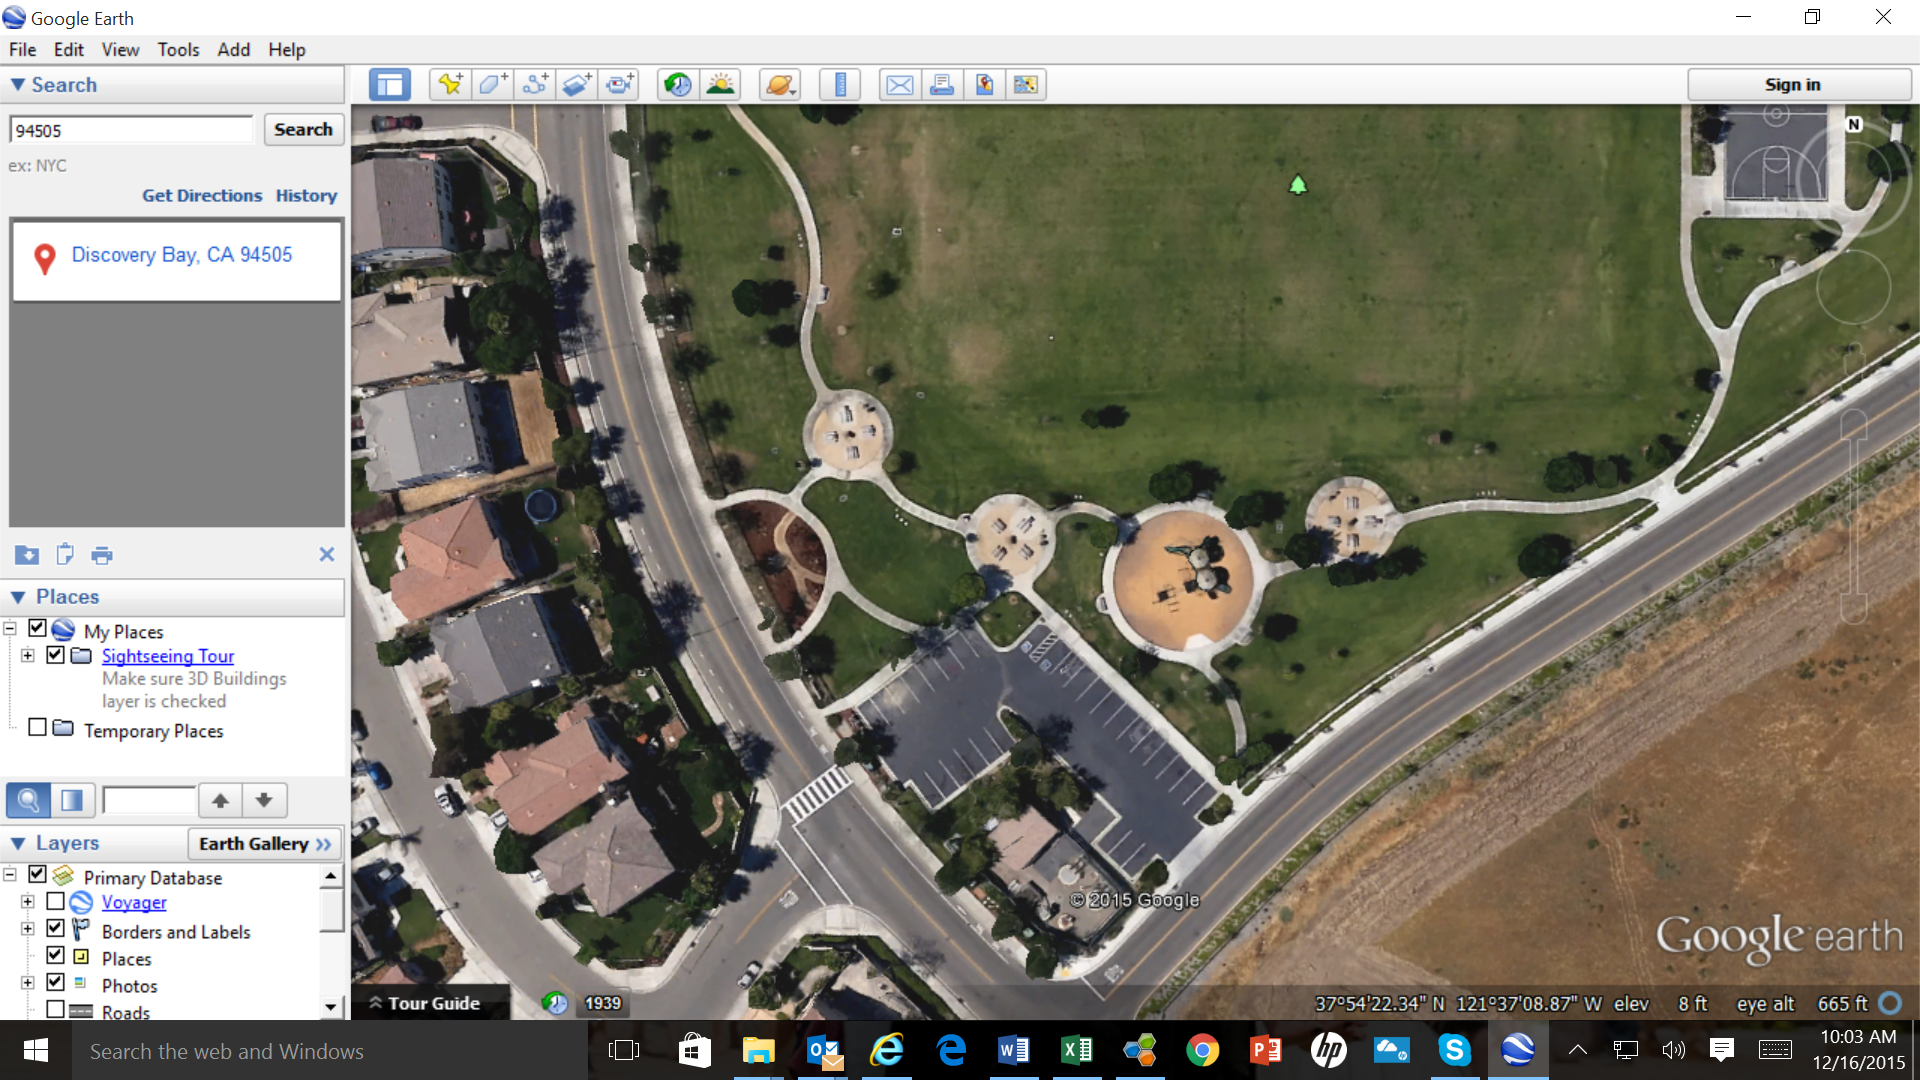 Google Earth
File Edit View Tools Add Help
Search
94505 Search
ex: NYC
Get Directions History
Discovery Bay, CA 94505
Places
My Places
Sightseeing Tour
Make sure 3D Buildings
layer is checked
Temporary Places
Layers Earth Gallery »
Primary Database
Voyager
Borders and Labels
Places
Photos
Roads
Sign in
N
© 2015 Google
Google earth
Tour Guide 1939
37°54'22.34" N 121°37'08.87" W elev 8 ft eye alt 665 ft
Search the web and Windows
10:03 AM
12/16/2015